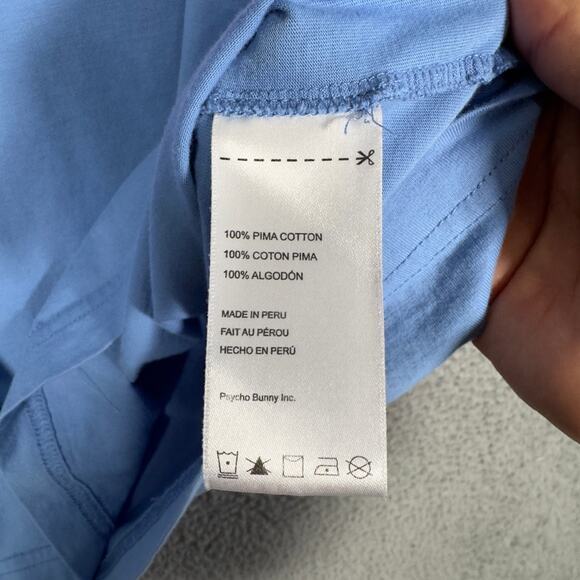 100% PIMA COTTON
100% COTON PIMA
100% ALGODÓN
MADE IN PERU
FAIT AU PÉROU
HECHO EN PERÚ
Psycho Bunny Inc.